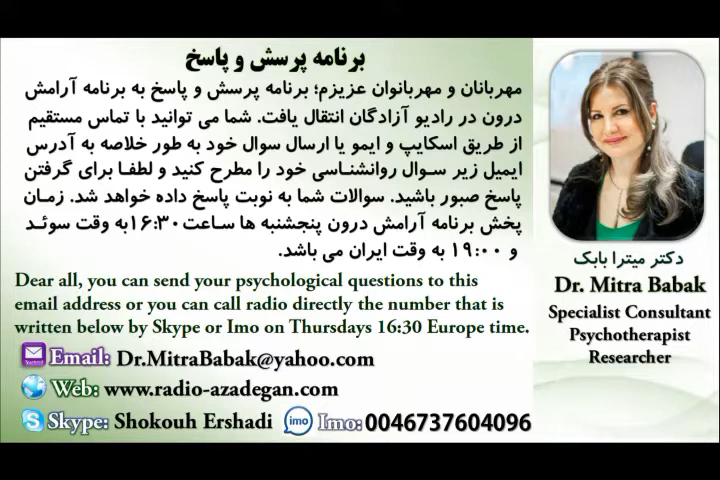 برنامه پرسش و پاسخ
مهربانان و مهربانوان عزیزم؛ برنامه پرسش و پاسخ به برنامه آرامش
درون در رادیو آزادگان انتقال یافت. شما می توانید با تماس مستقیم
از طریق اسکایپ و ایمو یا ارسال سوال خود به طور خلاصه به آدرس
ایمیل زیر سوال روانشناسی خود را مطرح کنید و لطفا برای گرفتن
پاسخ صبور باشید. سوالات شما به نوبت پاسخ داده خواهد شد. زمان
پخش برنامه آرامش درون پنجشنبه ها ساعت ۱۶:۳۰به وقت سوئد
و ۱۹:۰۰ به وقت ایران می باشد.
Dear all, you can send your psychological questions to this
email address or you can call radio directly the number that is
written below by Skype or Imo on Thursdays 16:30 Europe time.
Email: Dr.MitraBabak@yahoo.com
Web: www.radio-azadegan.com
Skype: Shokouh Ershadi imo Imo: 0046737604096
دکتر میترا بابک
Dr. Mitra Babak
Specialist Consultant
Psychotherapist
Researcher